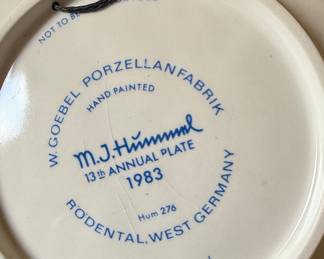 NOT TO BE
W. GOEBEL PORZELLANFABRIK
HAND PAINTED
M.J. Hummel
13th ANNUAL PLATE
1983
Hum 276
RODENTAL, WEST GERMANY